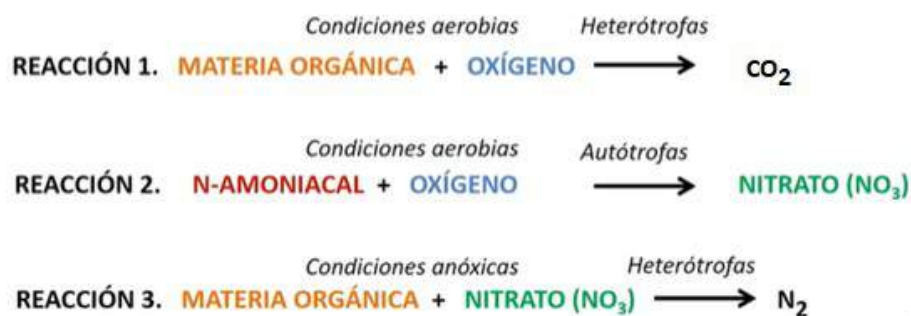 Condiciones aerobias Heterótrofas
REACCIÓN 1. MATERIA ORGÁNICA + OXÍGENO → CO₂
Condiciones aerobias Autótrofas
REACCIÓN 2. N-AMONIACAL + OXÍGENO → NITRATO (NO₃)
Condiciones anóxicas Heterótrofas
REACCIÓN 3. MATERIA ORGÁNICA + NITRATO (NO₃) → N₂